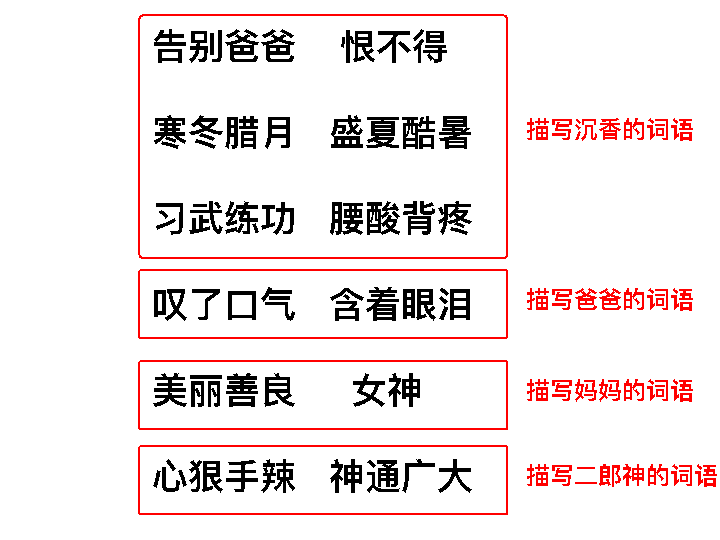 告别爸爸 恨不得
寒冬腊月 盛夏酷暑
描写沉香的词语
习武练功 腰酸背疼
叹了口气 含着眼泪
描写爸爸的词语
美丽善良 女神
描写妈妈的词语
心狠手辣 神通广大
描写二郎神的词语